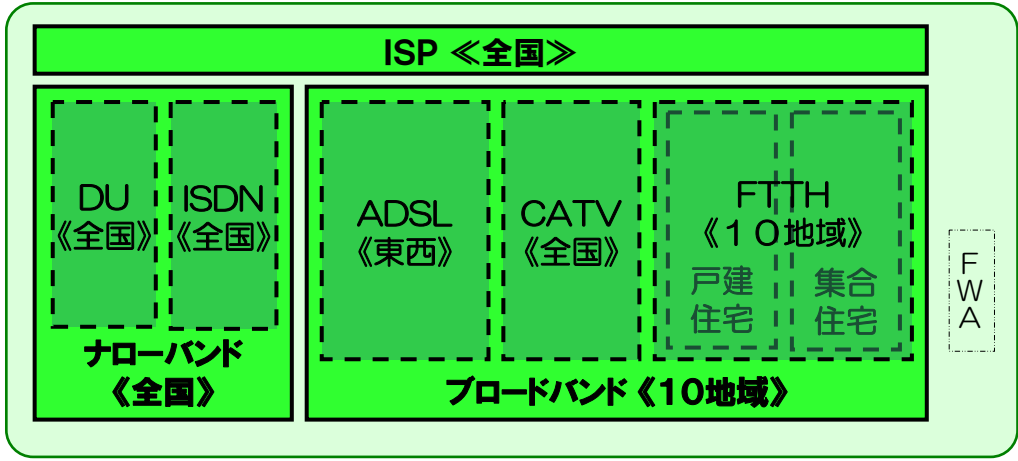 ISP ≪全国≫
DU
《全国》
ISDN
《全国》
ADSL
《東西》
CATV
《全国》
FTTH
《１０地域》
戸建
住宅
集合
住宅
ナローバンド
《全国》
ブロードバンド《１０地域》
F
W
A